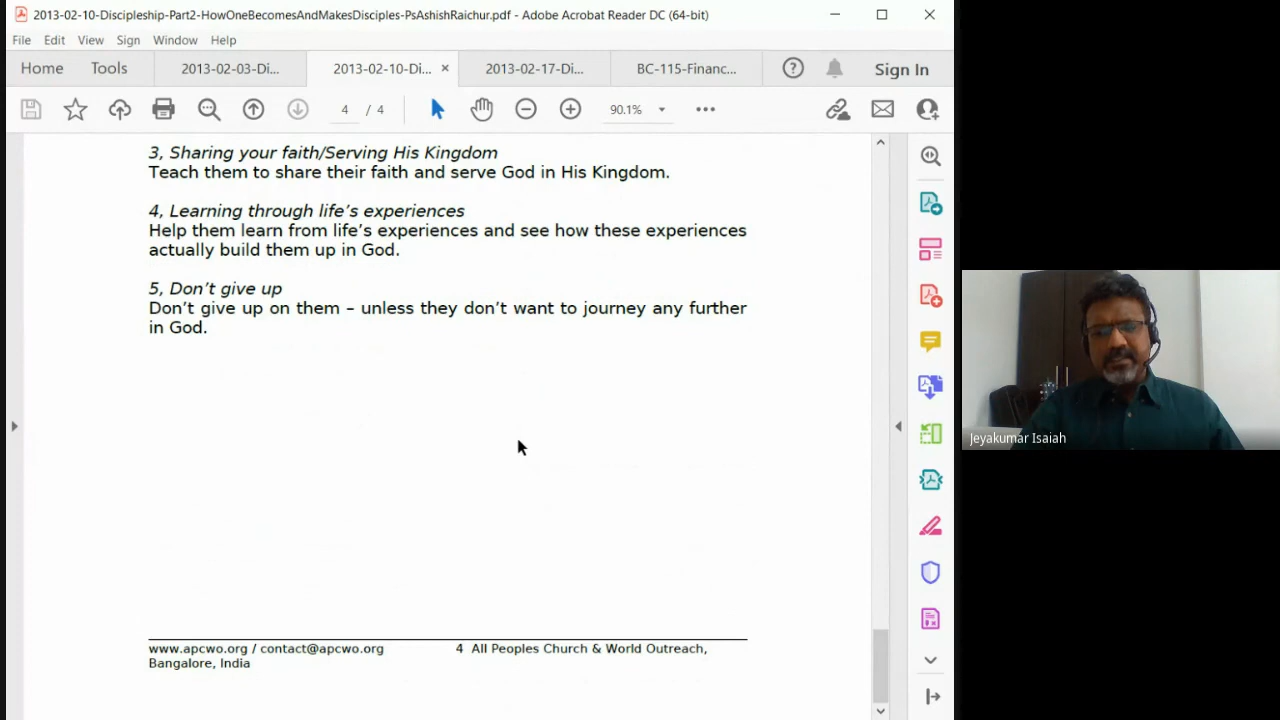 2013-02-10-Discipleship-Part2-HowOneBecomesAndMakesDisciples-PsAshishRaichur.pdf - Adobe Acrobat Reader DC (64-bit)
File Edit View Sign Window Help
Home Tools 2013-02-03-Di... 2013-02-10-Di... × 2013-02-17-Di... BC-115-Financ... Sign In
4 / 4 90.1%
3, Sharing your faith/Serving His Kingdom
Teach them to share their faith and serve God in His Kingdom.
4, Learning through life's experiences
Help them learn from life's experiences and see how these experiences
actually build them up in God.
5, Don't give up
Don't give up on them – unless they don't want to journey any further
in God.
www.apcwo.org / contact@apcwo.org 4 All Peoples Church & World Outreach,
Bangalore, India
Jeyakumar Isaiah